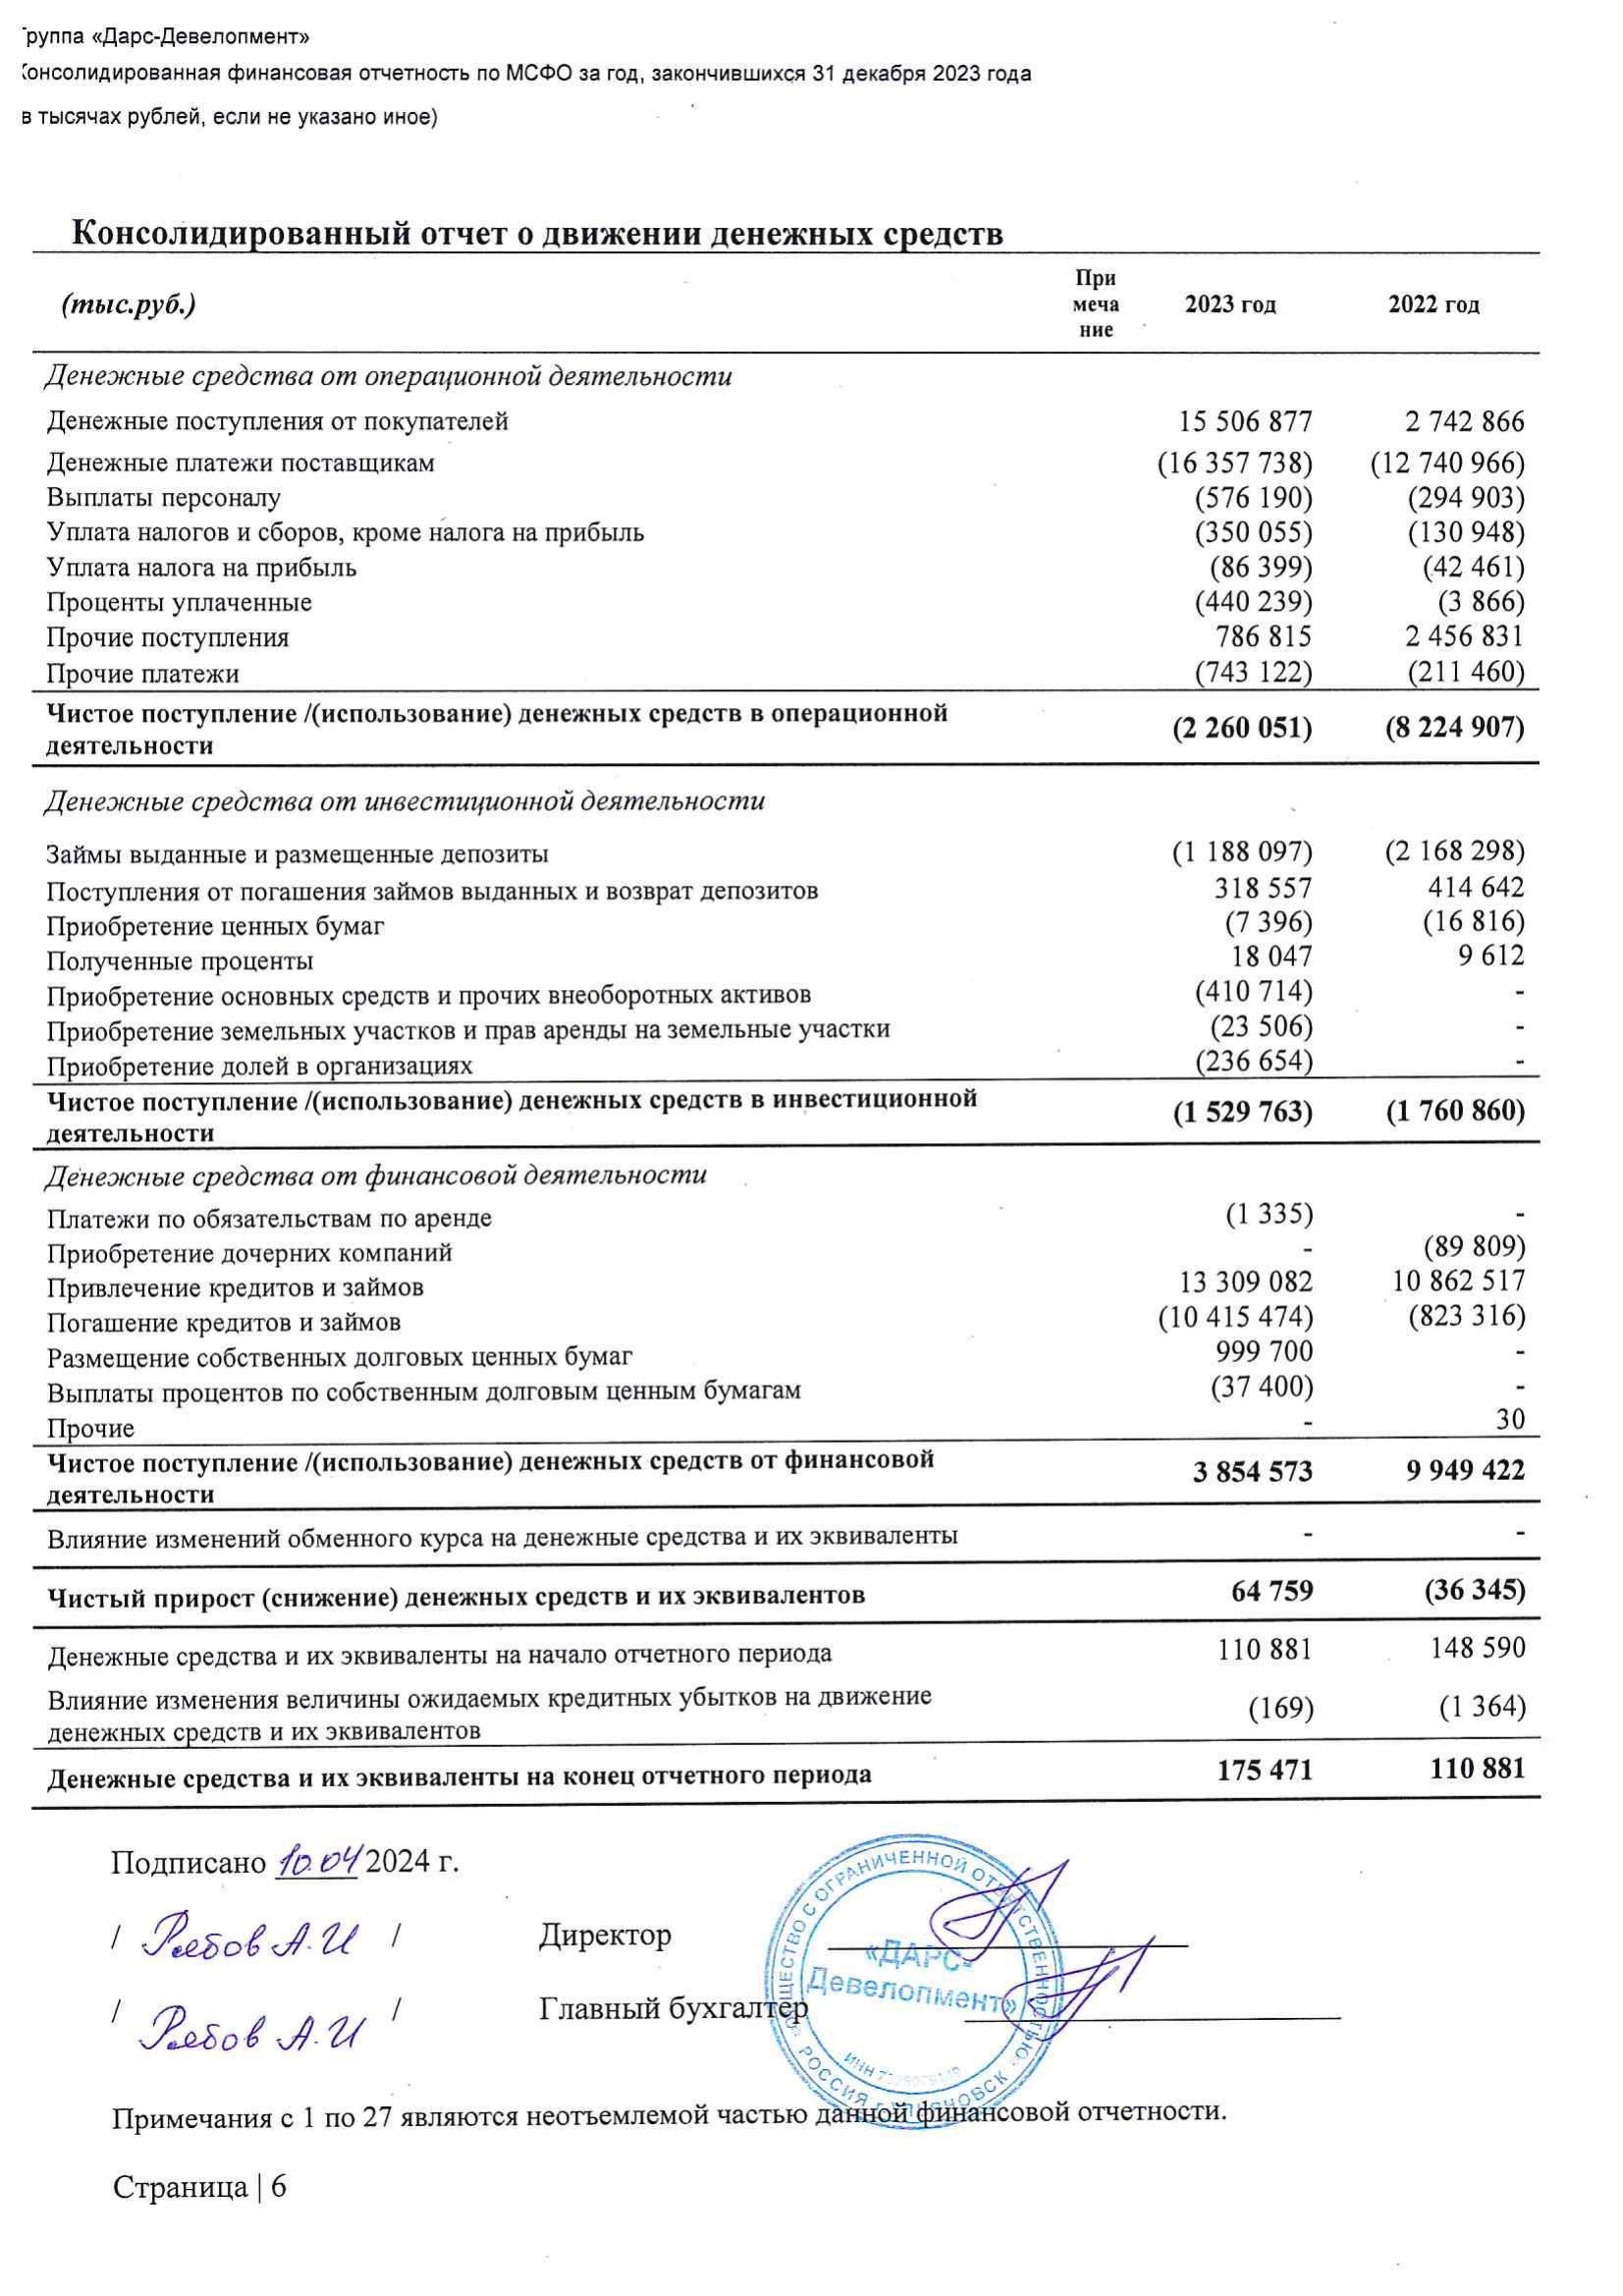 руппа «Дарс-Девелопмент»
онсолидированная финансовая отчетность по МСФО за год, закончившихся 31 декабря 2023 года
в тысячах рублей, если не указано иное)
Консолидированный отчет о движении денежных средств
(тыс.руб.) При меча ние 2023 год 2022 год
Денежные средства от операционной деятельности
Денежные поступления от покупателей 15 506 877 2 742 866
Денежные платежи поставщикам (16 357 738) (12 740 966)
Выплаты персоналу (576 190) (294 903)
Уплата налогов и сборов, кроме налога на прибыль (350 055) (130 948)
Уплата налога на прибыль (86 399) (42 461)
Проценты уплаченные (440 239) (3 866)
Прочие поступления 786 815 2 456 831
Прочие платежи (743 122) (211 460)
Чистое поступление /(использование) денежных средств в операционной
деятельности (2 260 051) (8 224 907)
Денежные средства от инвестиционной деятельности
Займы выданные и размещенные депозиты (1 188 097) (2 168 298)
Поступления от погашения займов выданных и возврат депозитов 318 557 414 642
Приобретение ценных бумаг (7 396) (16 816)
Полученные проценты 18 047 9 612
Приобретение основных средств и прочих внеоборотных активов (410 714) -
Приобретение земельных участков и прав аренды на земельные участки (23 506) -
Приобретение долей в организациях (236 654) -
Чистое поступление /(использование) денежных средств в инвестиционной
деятельности (1 529 763) (1 760 860)
Денежные средства от финансовой деятельности
Платежи по обязательствам по аренде (1 335) -
Приобретение дочерних компаний - (89 809)
Привлечение кредитов и займов 13 309 082 10 862 517
Погашение кредитов и займов (10 415 474) (823 316)
Размещение собственных долговых ценных бумаг 999 700 -
Выплаты процентов по собственным долговым ценным бумагам (37 400) -
Прочие - 30
Чистое поступление /(использование) денежных средств от финансовой
деятельности 3 854 573 9 949 422
Влияние изменений обменного курса на денежные средства и их эквиваленты - -
Чистый прирост (снижение) денежных средств и их эквивалентов 64 759 (36 345)
Денежные средства и их эквиваленты на начало отчетного периода 110 881 148 590
Влияние изменения величины ожидаемых кредитных убытков на движение
денежных средств и их эквивалентов (169) (1 364)
Денежные средства и их эквиваленты на конец отчетного периода 175 471 110 881
Подписано 10.04 2024 г.
/ Рябов А.И / Директор
/ Рябов А.И / Главный бухгалтер
ОБЩЕСТВО С ОГРАНИЧЕННОЙ ОТВЕТСТВЕННОСТЬЮ
«ДАРС-
Девелопмент»
ИНН
РОССИЯ г. УЛЬЯНОВСК
Примечания с 1 по 27 являются неотъемлемой частью данной финансовой отчетности.
Страница | 6